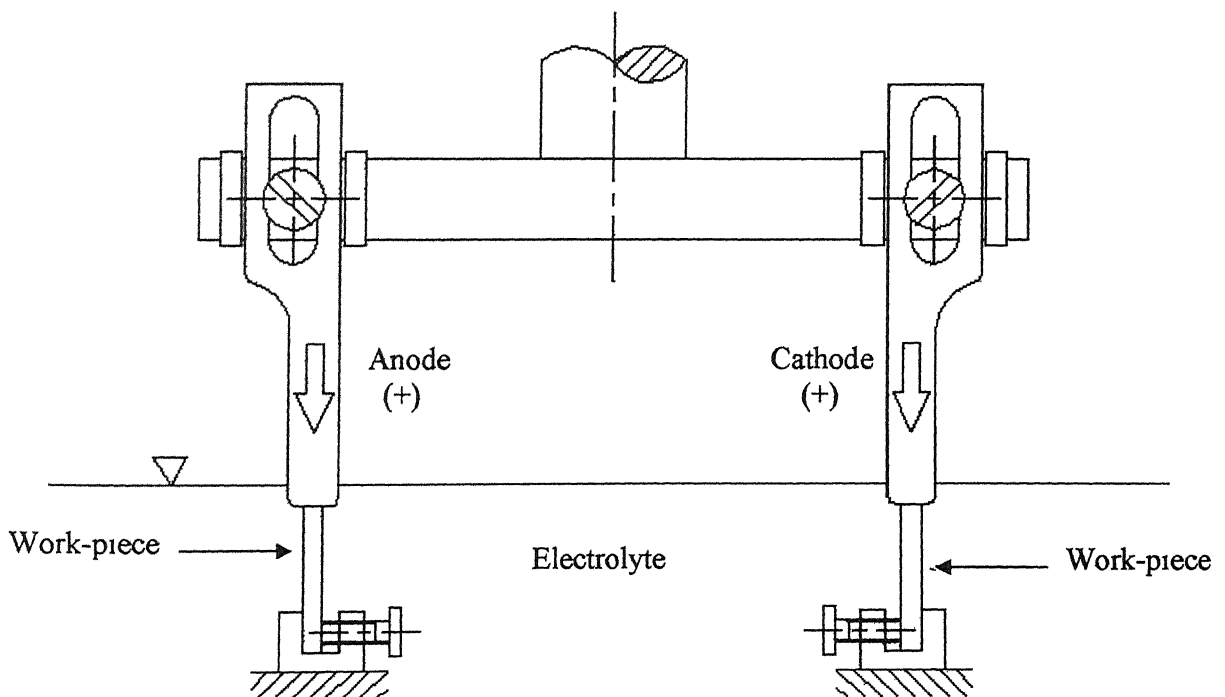 Anode
(+)
Cathode
(+)
Work-pıece
Electrolyte
Work-pıece